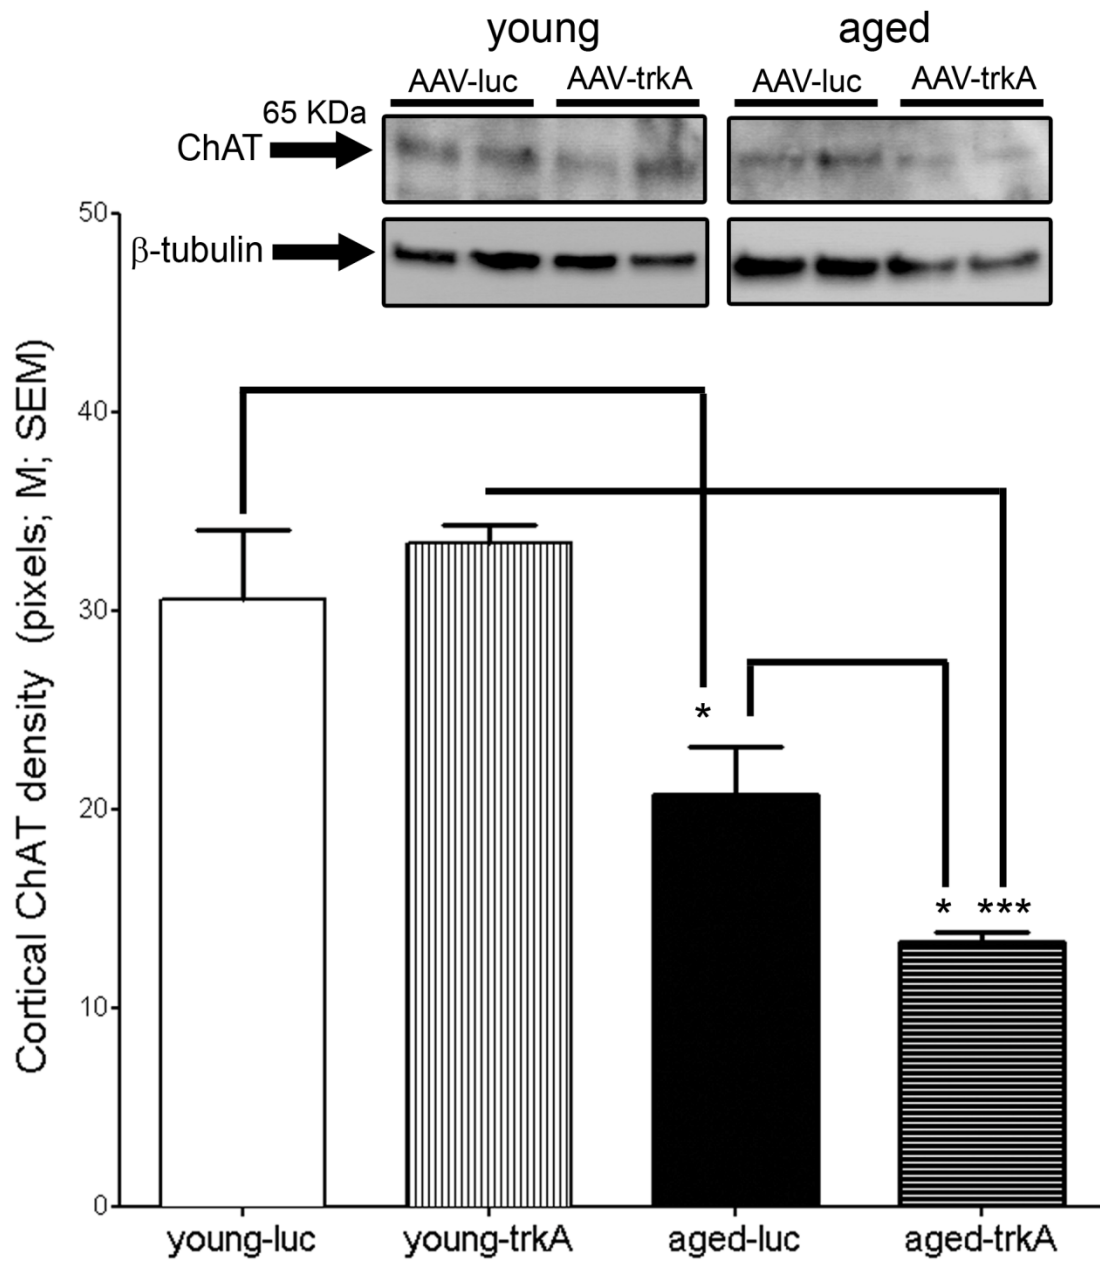 young aged
AAV-luc AAV-trkA AAV-luc AAV-trkA
65 KDa
ChAT
β-tubulin
Cortical ChAT density (pixels; M; SEM)
50
40
30
20
10
0
*
* ***
young-luc young-trkA aged-luc aged-trkA